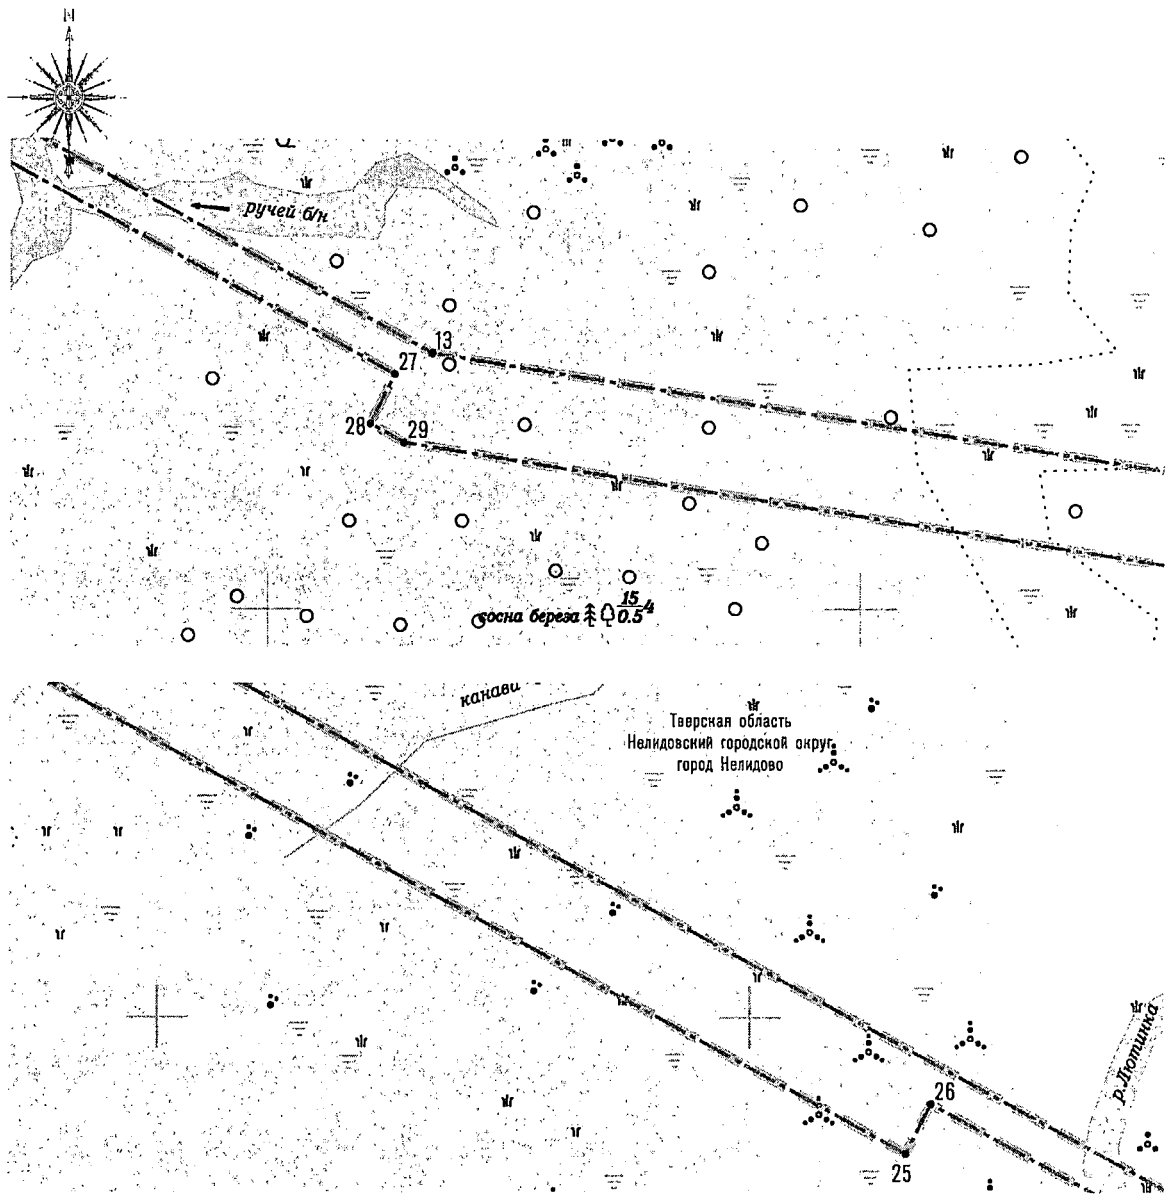 N
ручей б/н
13
27
28
29
сосна береза 15/0.5 4
канава
Тверская область
Нелидовский городской округ
город Нелидово
р.Лютинка
26
25